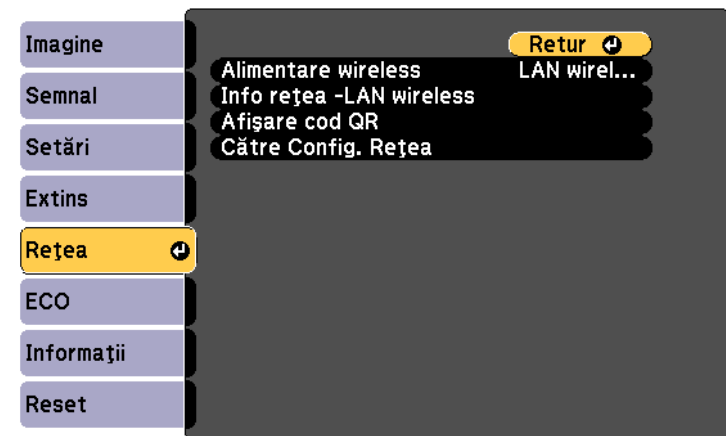 Imagine
Semnal
Setări
Extins
Reţea
ECO
Informaţii
Reset
Retur
Alimentare wireless LAN wirel...
Info reţea -LAN wireless
Afişare cod QR
Către Config. Reţea